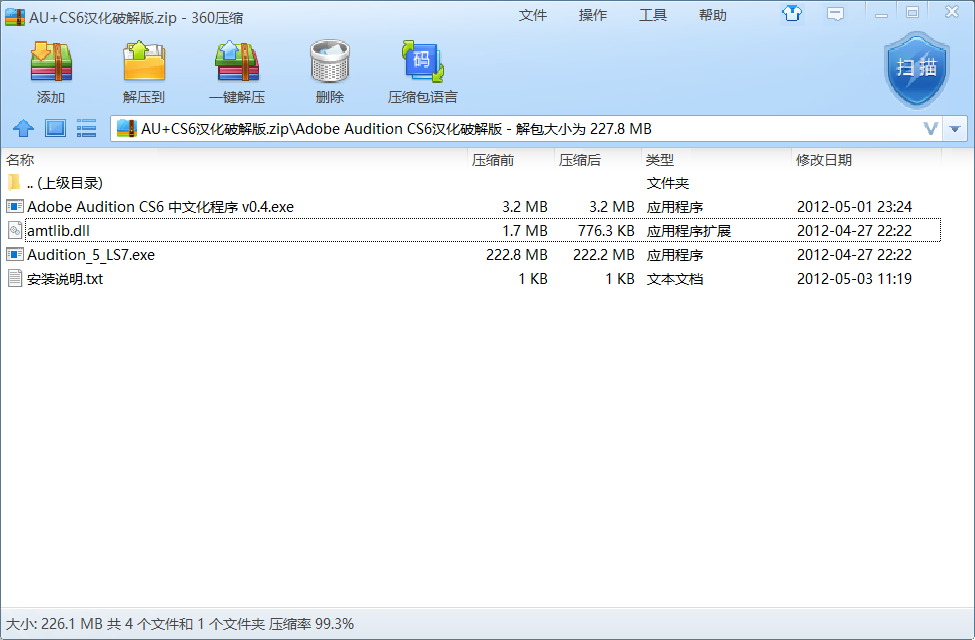 AU+CS6汉化破解版.zip - 360压缩 文件 操作 工具 帮助
添加 解压到 一键解压 删除 码 压缩包语言 扫描
AU+CS6汉化破解版.zip\Adobe Audition CS6汉化破解版 - 解包大小为 227.8 MB
名称 压缩前 压缩后 类型 修改日期
.. (上级目录) 文件夹
Adobe Audition CS6 中文化程序 v0.4.exe 3.2 MB 3.2 MB 应用程序 2012-05-01 23:24
amtlib.dll 1.7 MB 776.3 KB 应用程序扩展 2012-04-27 22:22
Audition_5_LS7.exe 222.8 MB 222.2 MB 应用程序 2012-04-27 22:22
安装说明.txt 1 KB 1 KB 文本文档 2012-05-03 11:19
大小: 226.1 MB 共 4 个文件和 1 个文件夹 压缩率 99.3%